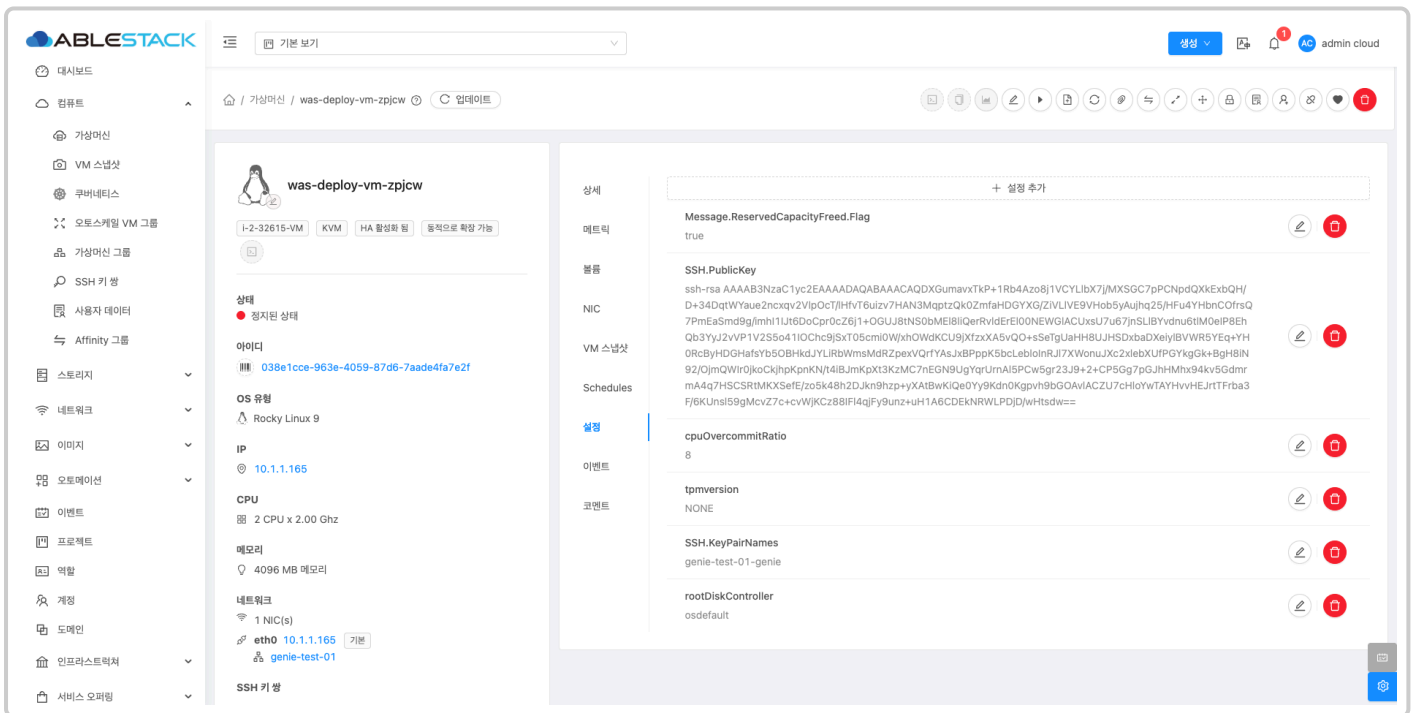 ABLESTACK
기본 보기
생성
1
AC admin cloud
대시보드
컴퓨트
가상머신
VM 스냅샷
쿠버네티스
오토스케일 VM 그룹
가상머신 그룹
SSH 키 쌍
사용자 데이터
Affinity 그룹
스토리지
네트워크
이미지
오토메이션
이벤트
프로젝트
역할
계정
도메인
인프라스트럭쳐
서비스 오퍼링
/ 가상머신 / was-deploy-vm-zpjcw 업데이트
was-deploy-vm-zpjcw
i-2-32615-VM KVM HA 활성화 됨 동적으로 확장 가능
상태
정지된 상태
아이디
038e1cce-963e-4059-87d6-7aade4fa7e2f
OS 유형
Rocky Linux 9
IP
10.1.1.165
CPU
2 CPU x 2.00 Ghz
메모리
4096 MB 메모리
네트워크
1 NIC(s)
eth0 10.1.1.165 기본
genie-test-01
SSH 키 쌍
상세
메트릭
볼륨
NIC
VM 스냅샷
Schedules
설정
이벤트
코멘트
+ 설정 추가
Message.ReservedCapacityFreed.Flag
true
SSH.PublicKey
cpuOvercommitRatio
8
tpmversion
NONE
SSH.KeyPairNames
genie-test-01-genie
rootDiskController
osdefault